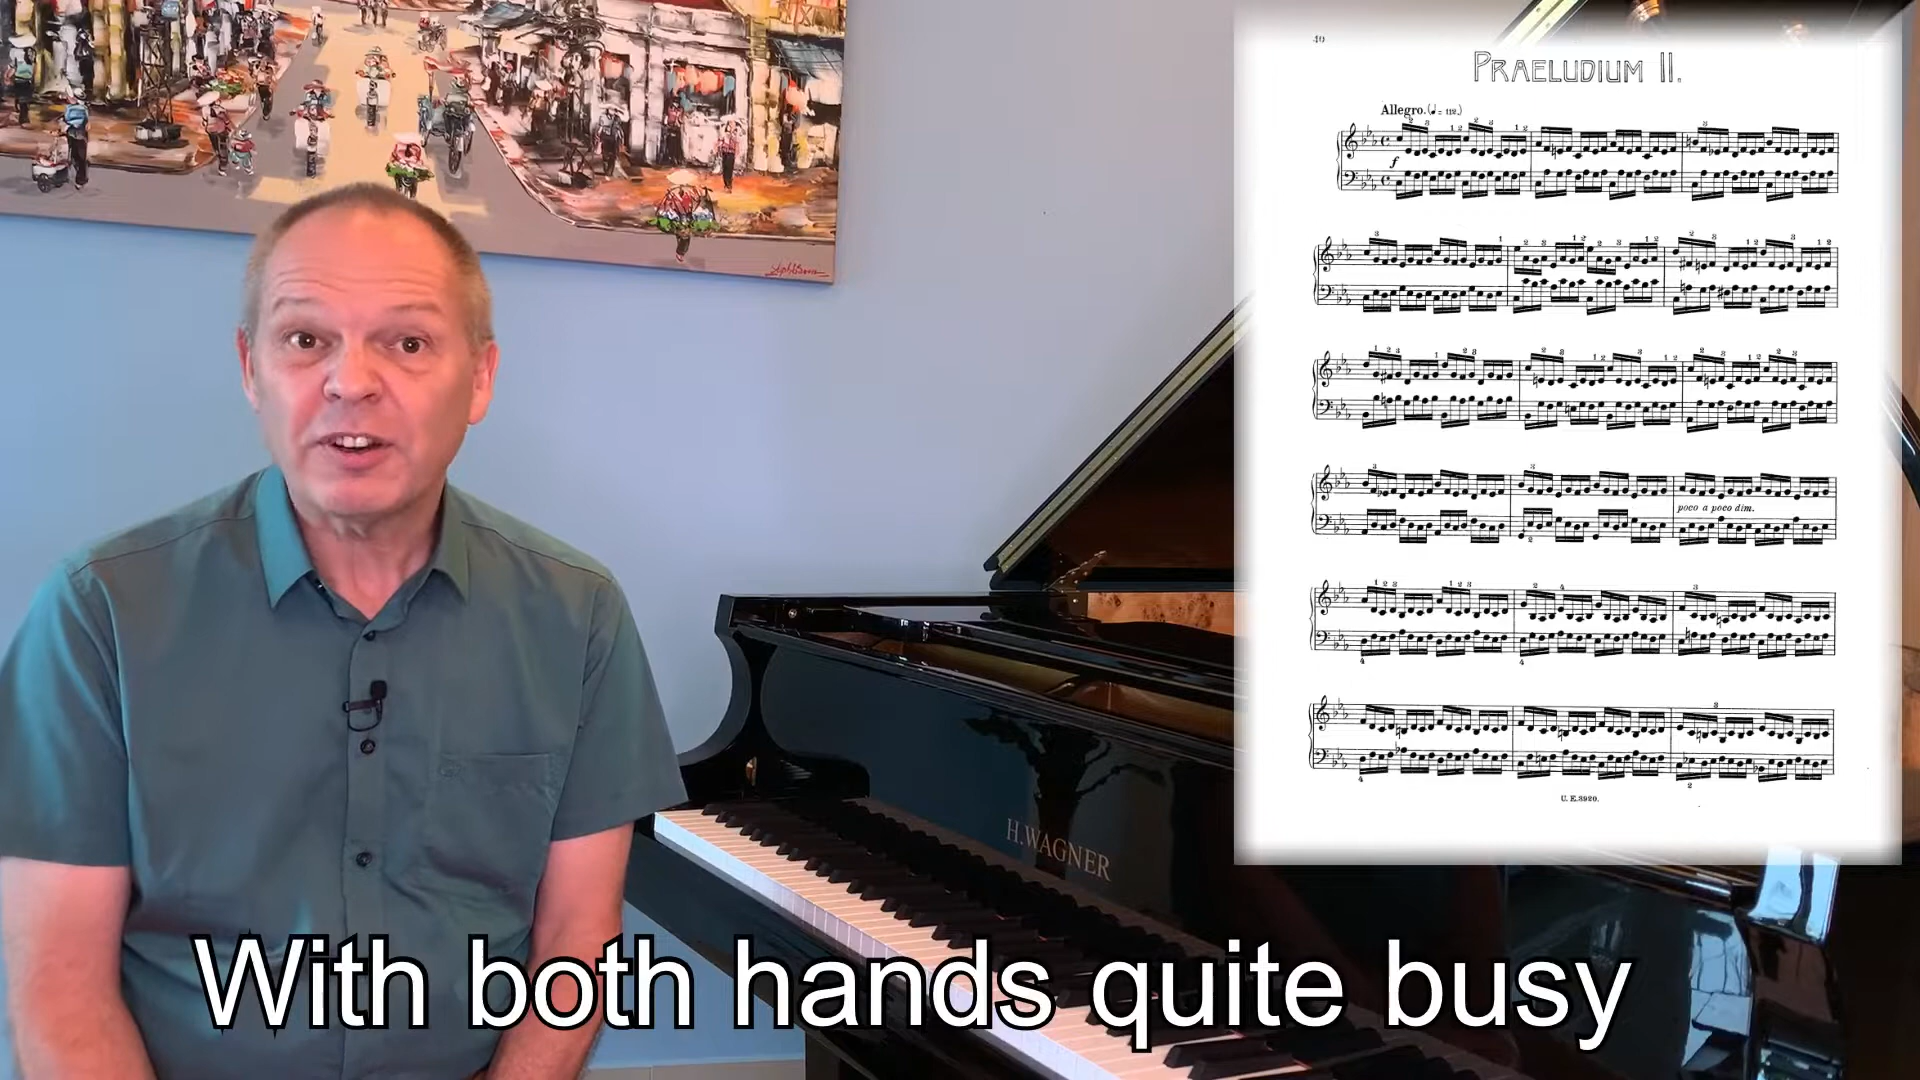 40
PRAELUDIUM II.
Allegro. (♩ = 112.)
f
poco a poco dim.
U. E. 3920.
H. WAGNER
With both hands quite busy